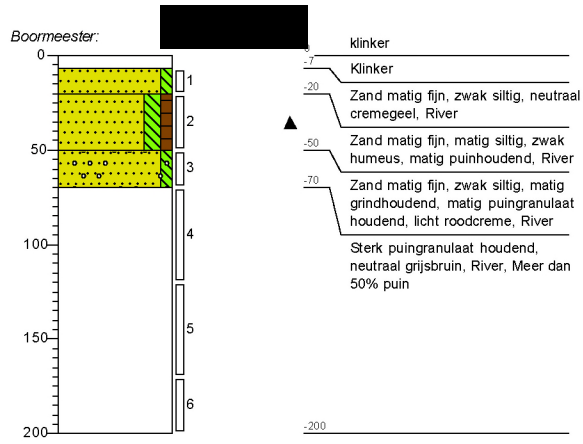 Boormeester:
0
50
100
150
200
1
2
3
4
5
6
klinker
-7
Klinker
-20
Zand matig fijn, zwak siltig, neutraal
cremegeel, River
-50
Zand matig fijn, matig siltig, zwak
humeus, matig puinhoudend, River
-70
Zand matig fijn, zwak siltig, matig
grindhoudend, matig puingranulaat
houdend, licht roodcreme, River
Sterk puingranulaat houdend,
neutraal grijsbruin, River, Meer dan
50% puin
-200